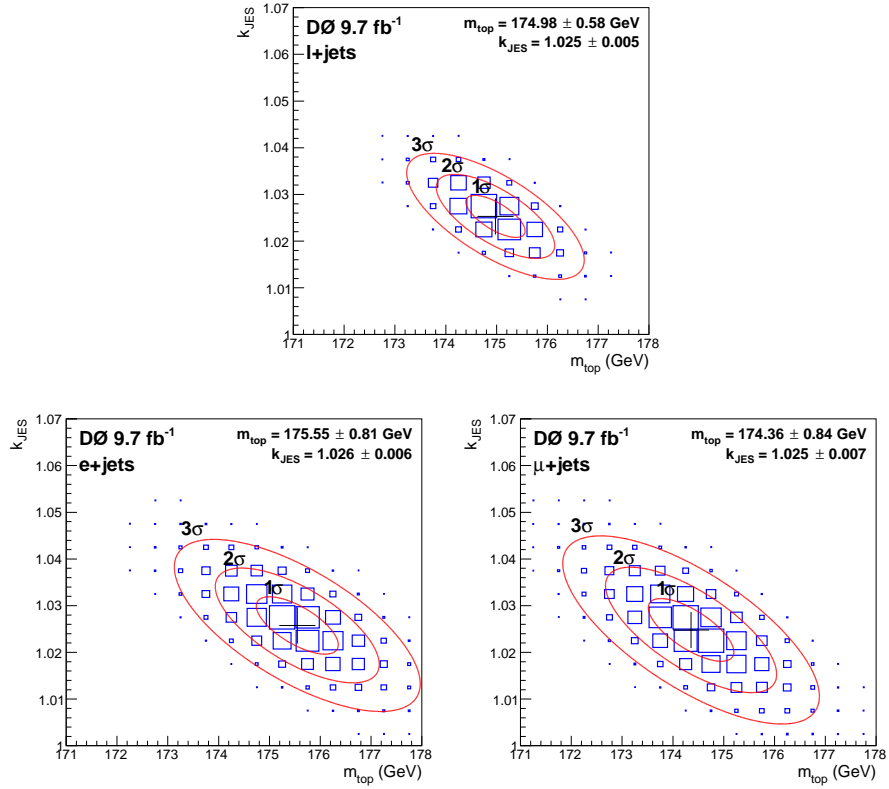 k_JES
1.07
1.06
1.05
1.04
1.03
1.02
1.01
1
DØ 9.7 fb⁻¹
l+jets
m_top = 174.98 ± 0.58 GeV
k_JES = 1.025 ± 0.005
3σ
2σ
1σ
171 172 173 174 175 176 177 178
m_top (GeV)
k_JES
1.07
1.06
1.05
1.04
1.03
1.02
1.01
1
DØ 9.7 fb⁻¹
e+jets
m_top = 175.55 ± 0.81 GeV
k_JES = 1.026 ± 0.006
3σ
2σ
1σ
171 172 173 174 175 176 177 178
m_top (GeV)
k_JES
1.07
1.06
1.05
1.04
1.03
1.02
1.01
1
DØ 9.7 fb⁻¹
μ+jets
m_top = 174.36 ± 0.84 GeV
k_JES = 1.025 ± 0.007
3σ
2σ
1σ
171 172 173 174 175 176 177 178
m_top (GeV)